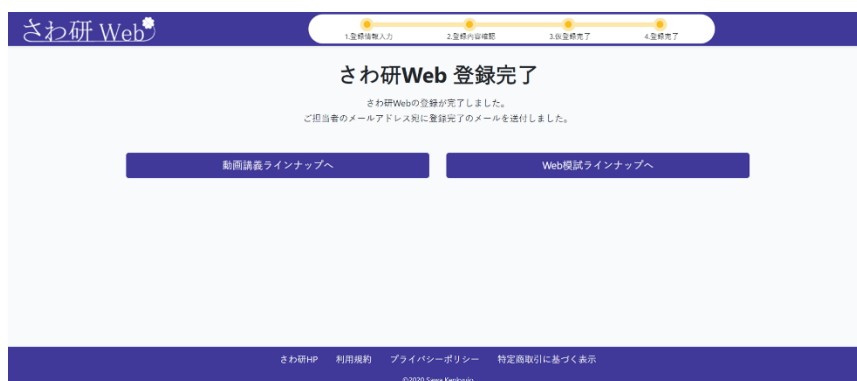 さわ研 Web
1.登録情報入力
2.登録内容確認
3.仮登録完了
4.登録完了
さわ研Web 登録完了
さわ研Webの登録が完了しました。
ご担当者のメールアドレス宛に登録完了のメールを送付しました。
動画講義ラインナップへ
Web模試ラインナップへ
さわ研HP 利用規約 プライバシーポリシー 特定商取引に基づく表示
©2020 Sawa Kenkyujo